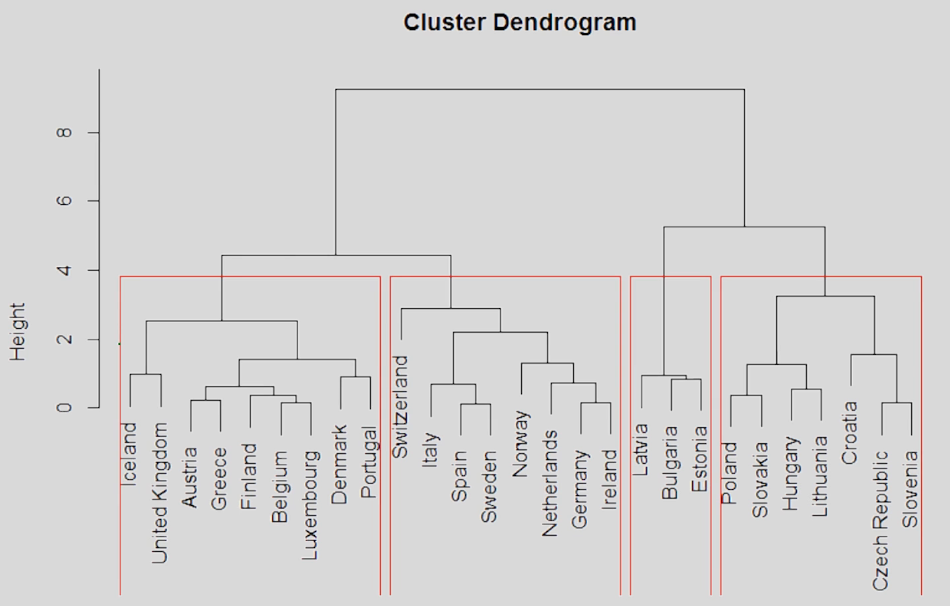 Cluster Dendrogram
Height
8
6
4
2
0
Iceland
United Kingdom
Austria
Greece
Finland
Belgium
Luxembourg
Denmark
Portugal
Switzerland
Italy
Spain
Sweden
Norway
Netherlands
Germany
Ireland
Latvia
Bulgaria
Estonia
Poland
Slovakia
Hungary
Lithuania
Croatia
Czech Republic
Slovenia